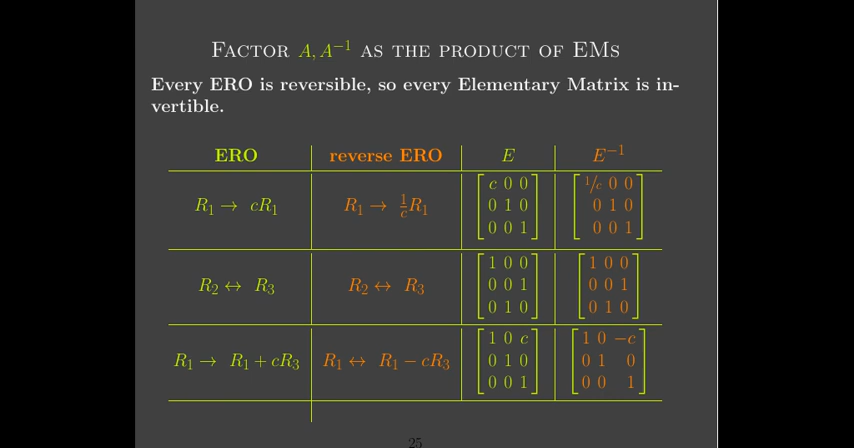 Factor A, A⁻¹ as the product of EMs
Every ERO is reversible, so every Elementary Matrix is in-
vertible.
ERO reverse ERO E E⁻¹
R₁ → cR₁ R₁ → 1/c R₁ [c 0 0; 0 1 0; 0 0 1] [1/c 0 0; 0 1 0; 0 0 1]
R₂ ↔ R₃ R₂ ↔ R₃ [1 0 0; 0 0 1; 0 1 0] [1 0 0; 0 0 1; 0 1 0]
R₁ → R₁ + cR₃ R₁ ↔ R₁ − cR₃ [1 0 c; 0 1 0; 0 0 1] [1 0 −c; 0 1 0; 0 0 1]
25